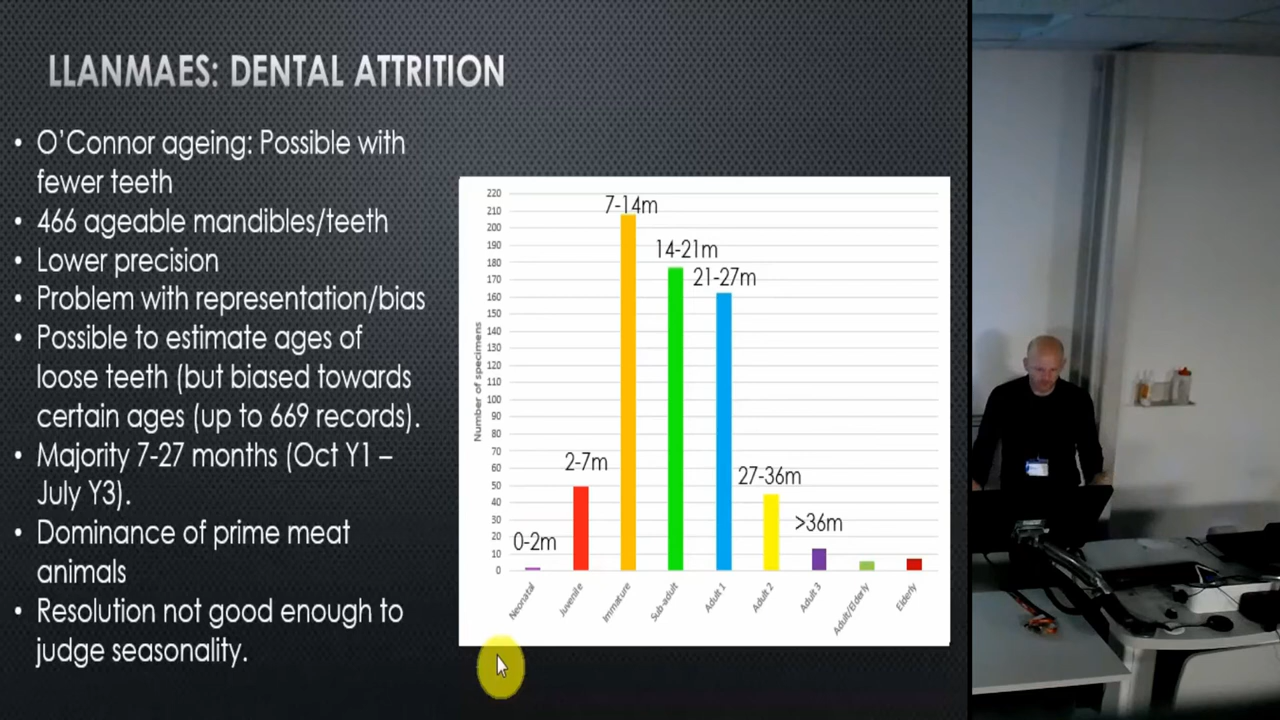 LLANMAES: DENTAL ATTRITION
• O'Connor ageing: Possible with
fewer teeth
• 466 ageable mandibles/teeth
• Lower precision
• Problem with representation/bias
• Possible to estimate ages of
loose teeth (but biased towards
certain ages (up to 669 records).
• Majority 7-27 months (Oct Y1 –
July Y3).
• Dominance of prime meat
animals
• Resolution not good enough to
judge seasonality.
Number of specimens
220
210
200
190
180
170
160
150
140
130
120
110
100
90
80
70
60
50
40
30
20
10
0
0-2m
2-7m
7-14m
14-21m
21-27m
27-36m
>36m
Neonatal
Juvenile
Immature
Sub-adult
Adult 1
Adult 2
Adult 3
Adult/Elderly
Elderly